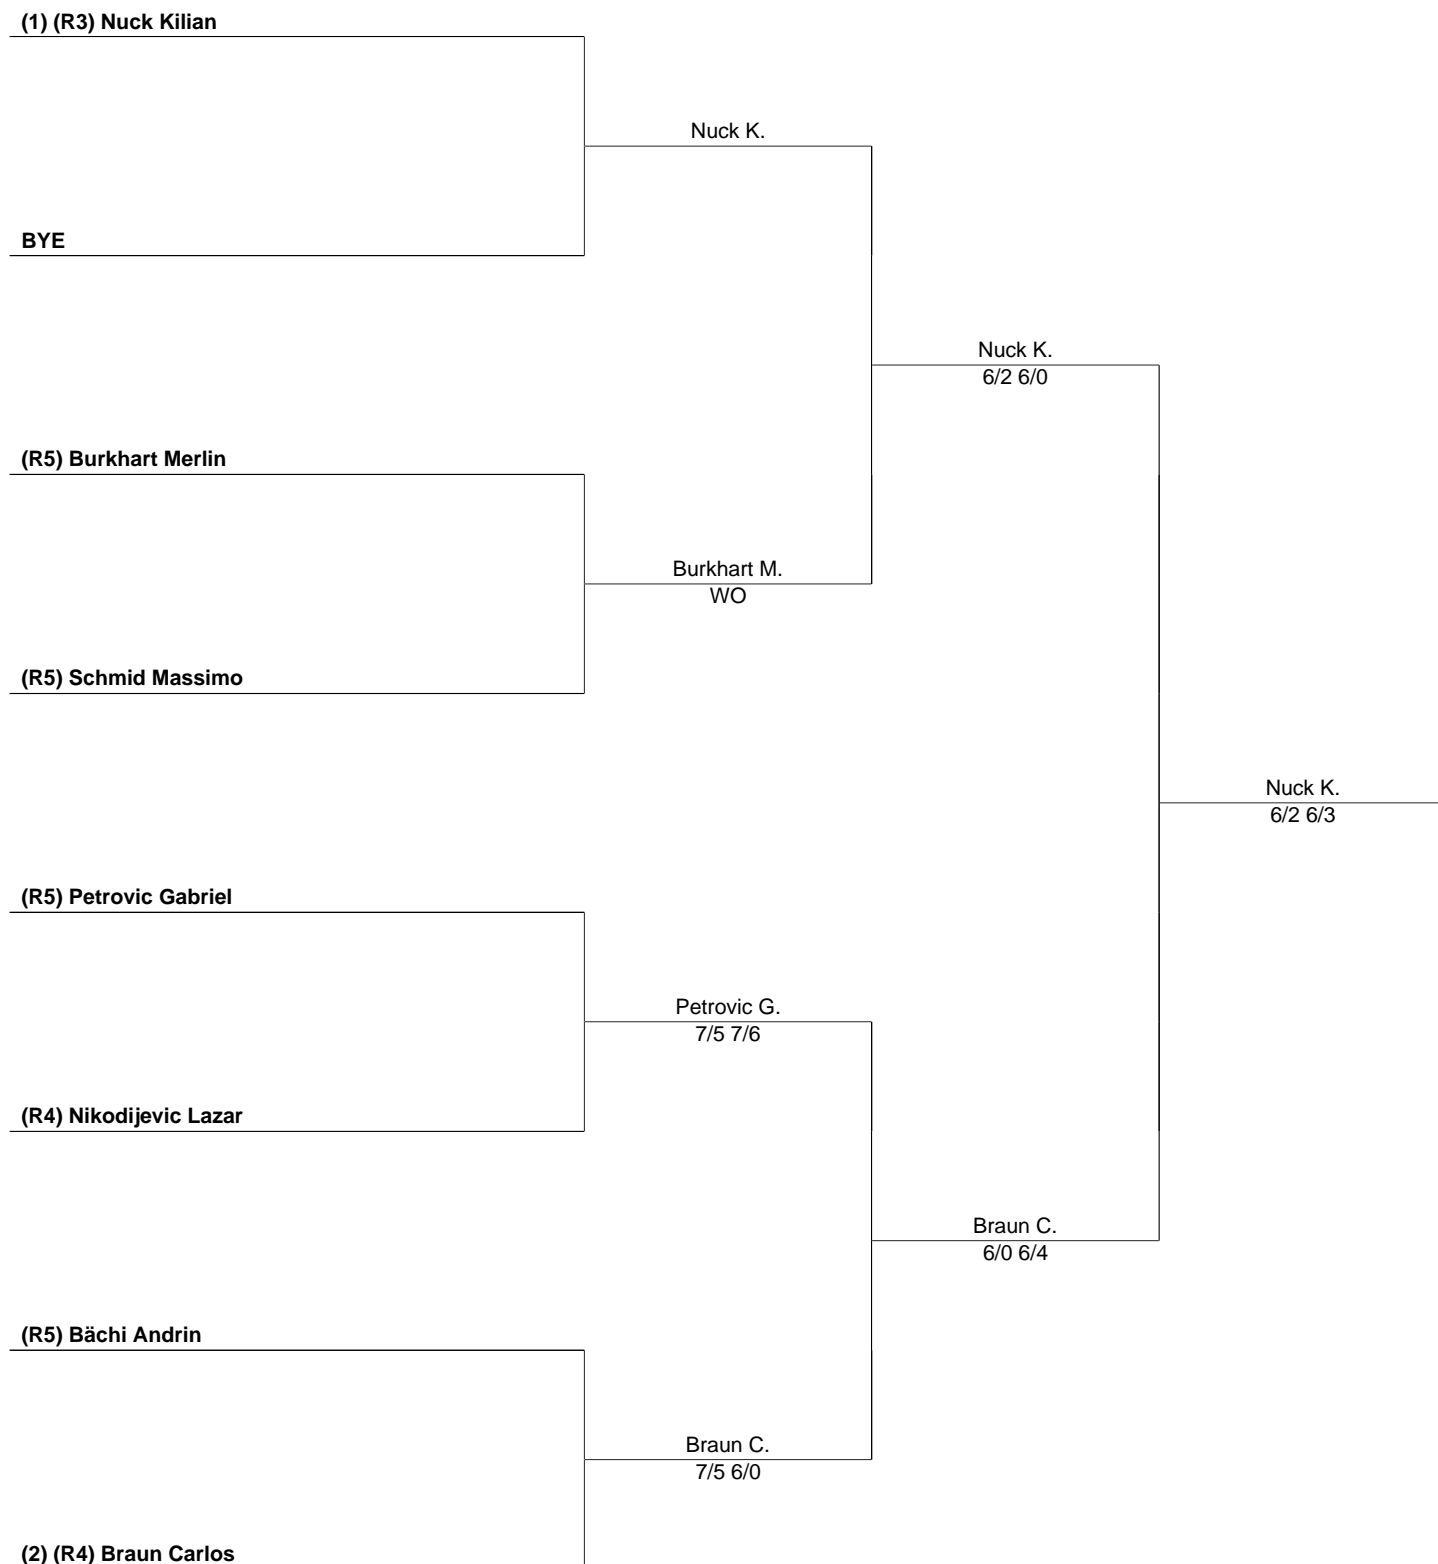 (1) (R3) Nuck Kilian
Nuck K.
BYE
Nuck K.
6/2 6/0
(R5) Burkhart Merlin
Burkhart M.
WO
(R5) Schmid Massimo
Nuck K.
6/2 6/3
(R5) Petrovic Gabriel
Petrovic G.
7/5 7/6
(R4) Nikodijevic Lazar
Braun C.
6/0 6/4
(R5) Bächi Andrin
Braun C.
7/5 6/0
(2) (R4) Braun Carlos